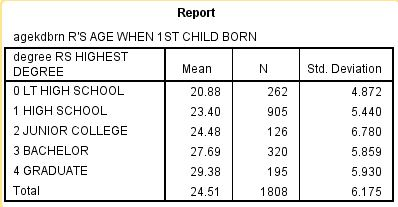 Report
agekdbrn R'S AGE WHEN 1ST CHILD BORN
degree RS HIGHEST DEGREE Mean N Std. Deviation
0 LT HIGH SCHOOL 20.88 262 4.872
1 HIGH SCHOOL 23.40 905 5.440
2 JUNIOR COLLEGE 24.48 126 6.780
3 BACHELOR 27.69 320 5.859
4 GRADUATE 29.38 195 5.930
Total 24.51 1808 6.175